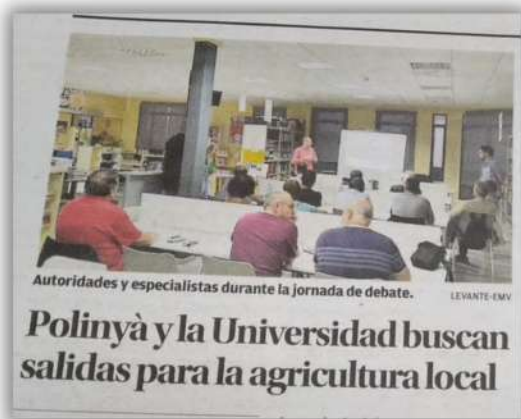 Autoridades y especialistas durante la jornada de debate.
LEVANTE-EMV
Polinyà y la Universidad buscan
salidas para la agricultura local